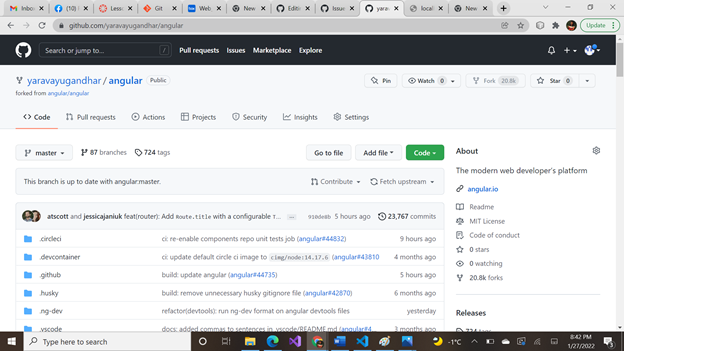 Inbox
(10)
Lesso
Git
Web
New
Editi
Issue
yarav
local
New
github.com/yaravayugandhar/angular
Update
Search or jump to...
/
Pull requests
Issues
Marketplace
Explore
yaravayugandhar / angular
Public
forked from angular/angular
Pin
Watch 0
Fork 20.8k
Star 0
Code
Pull requests
Actions
Projects
Security
Insights
Settings
master
87 branches
724 tags
Go to file
Add file
Code
This branch is up to date with angular:master.
Contribute
Fetch upstream
atscott and jessicajaniuk feat(router): Add Route.title with a configurable T...
5 hours ago
23,767 commits
.circleci
ci: re-enable components repo unit tests job (angular#44832)
9 hours ago
.devcontainer
ci: update default circle ci image to cimg/node:14.17.6 (angular#43810
4 months ago
.github
build: update angular (angular#44735)
5 hours ago
.husky
build: remove unnecessary husky gitignore file (angular#42870)
6 months ago
.ng-dev
refactor(devtools): run ng-dev format on angular devtools files
yesterday
.vscode
docs: added commas to sentences in .vscode/README.md (angular#4...
3 months ago
About
The modern web developer's platform
angular.io
Readme
MIT License
Code of conduct
0 stars
0 watching
20.8k forks
Releases
724 tags
Type here to search
-1°C
8:42 PM
1/27/2022